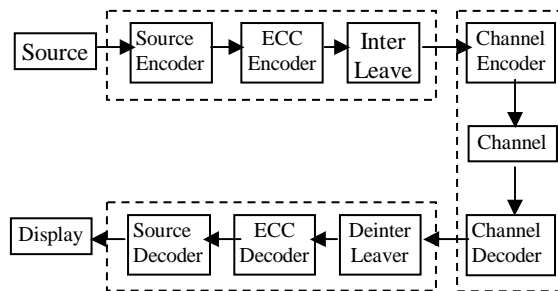 Source
Source
Encoder
ECC
Encoder
Inter
Leave
Channel
Encoder
Channel
Display
Source
Decoder
ECC
Decoder
Deinter
Leaver
Channel
Decoder